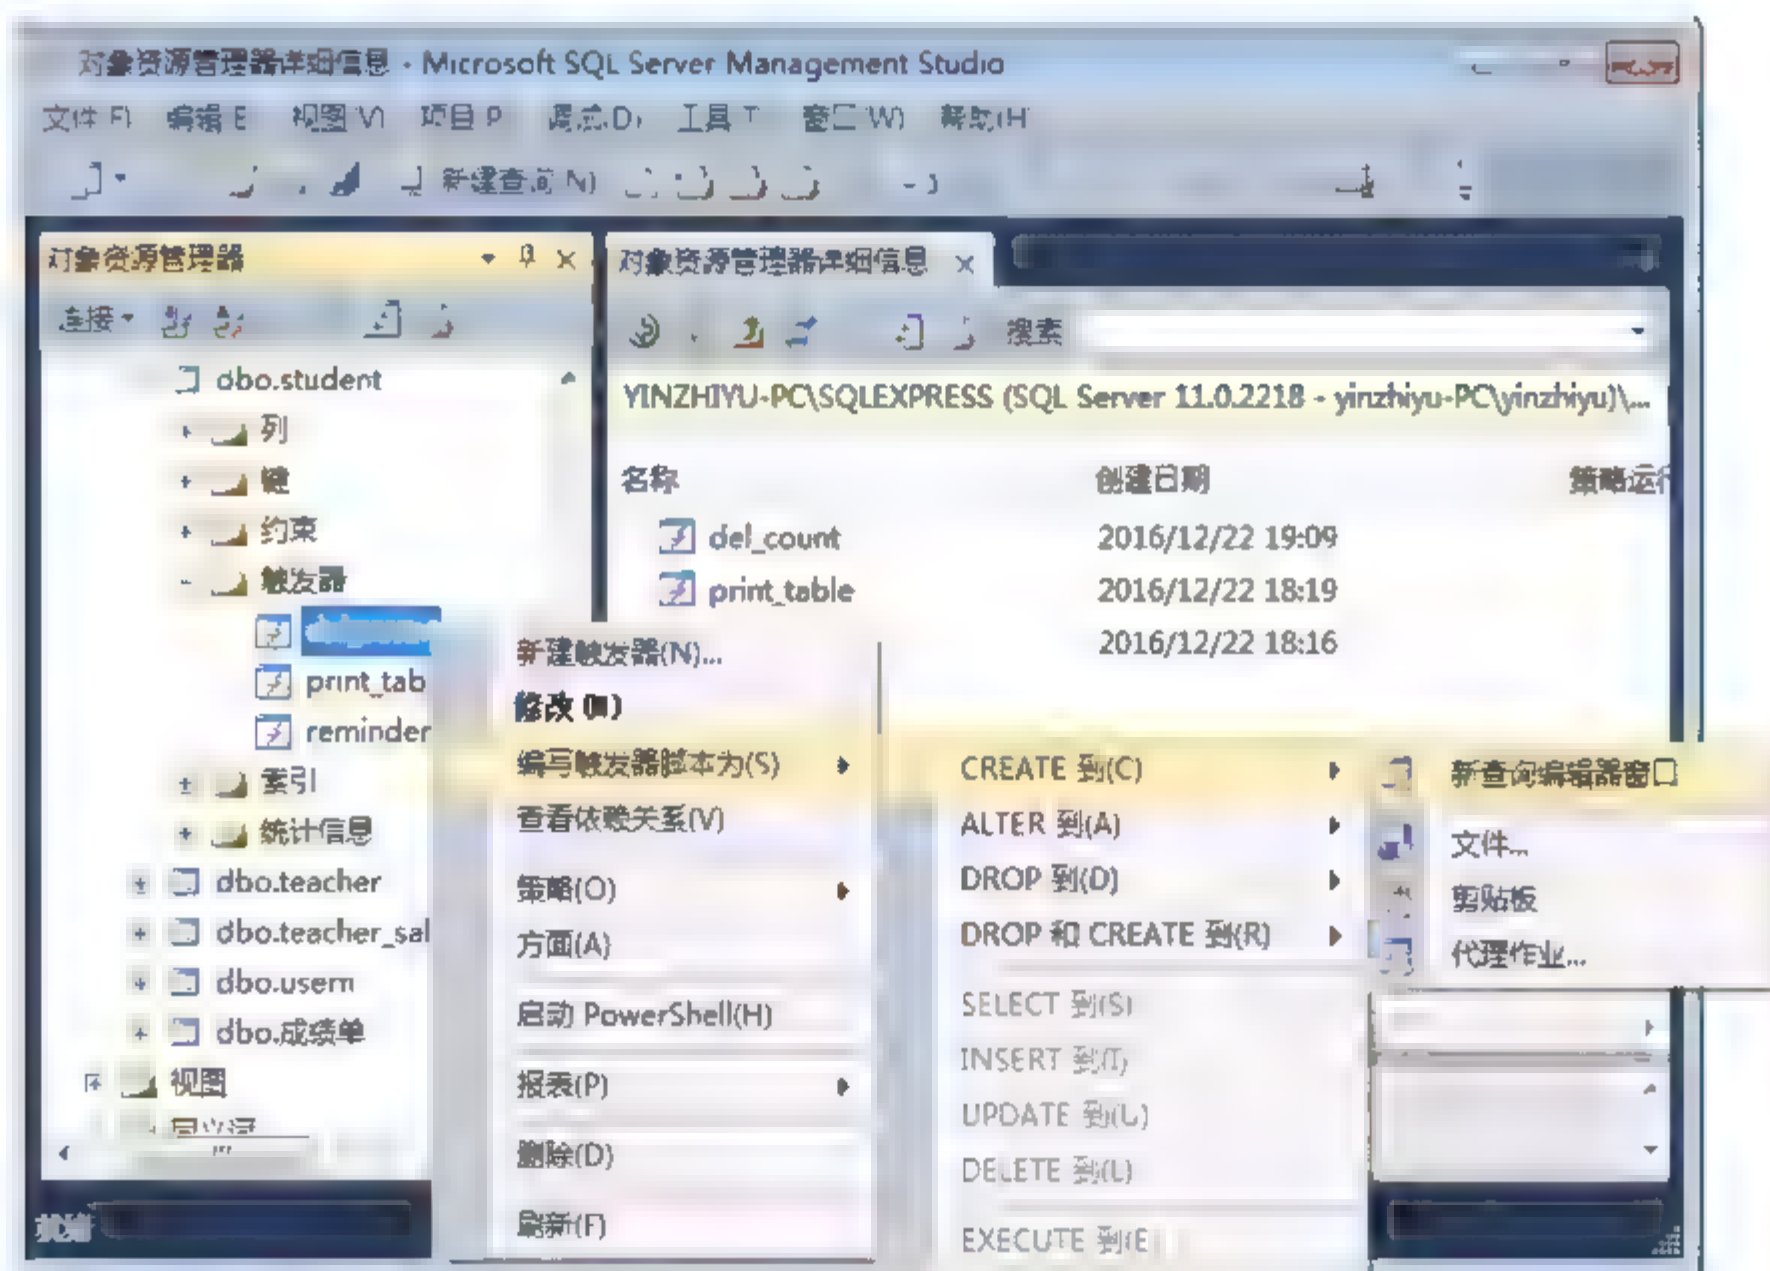 对象资源管理器详细信息 - Microsoft SQL Server Management Studio
文件 F) 编辑 E 视图 V) 项目 P 调试 D) 工具 T 窗口 W) 帮助(H
新建查询 N)
对象资源管理器
对象资源管理器详细信息
连接
搜索
dbo.student
YINZHIYU-PC\SQLEXPRESS (SQL Server 11.0.2218 - yinzhiyu-PC\yinzhiyu)\...
列
键
名称 创建日期 策略运行
约束
del_count 2016/12/22 19:09
触发器
print_table 2016/12/22 18:19
2016/12/22 18:16
print_tab
reminder
索引
统计信息
dbo.teacher
dbo.teacher_sal
dbo.userm
dbo.成绩单
视图
同义词
就绪
新建触发器(N)...
修改 (M)
编写触发器脚本为(S)
查看依赖关系(V)
策略(O)
方面(A)
启动 PowerShell(H)
报表(P)
删除(D)
刷新(F)
CREATE 到(C)
ALTER 到(A)
DROP 到(D)
DROP 和 CREATE 到(R)
SELECT 到(S)
INSERT 到(I)
UPDATE 到(U)
DELETE 到(L)
EXECUTE 到(E
新查询编辑器窗口
文件...
剪贴板
代理作业...